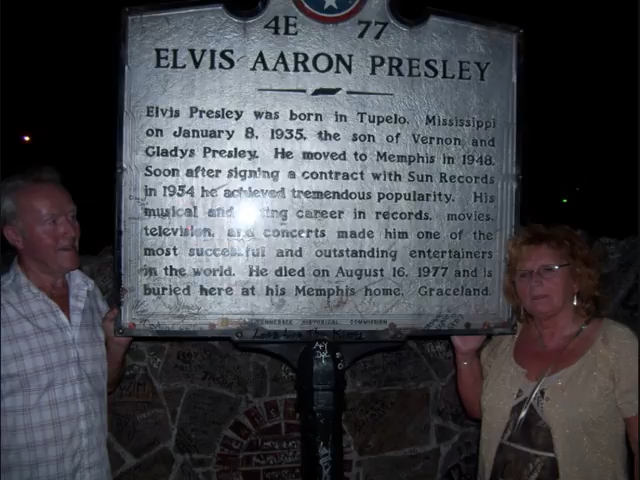 4E 77
ELVIS AARON PRESLEY
Elvis Presley was born in Tupelo, Mississippi
on January 8, 1935, the son of Vernon and
Gladys Presley. He moved to Memphis in 1948.
Soon after signing a contract with Sun Records
in 1954 he achieved tremendous popularity. His
musical and acting career in records, movies,
television, and concerts made him one of the
most successful and outstanding entertainers
in the world. He died on August 16, 1977 and is
buried here at his Memphis home, Graceland.
TENNESSEE HISTORICAL COMMISSION